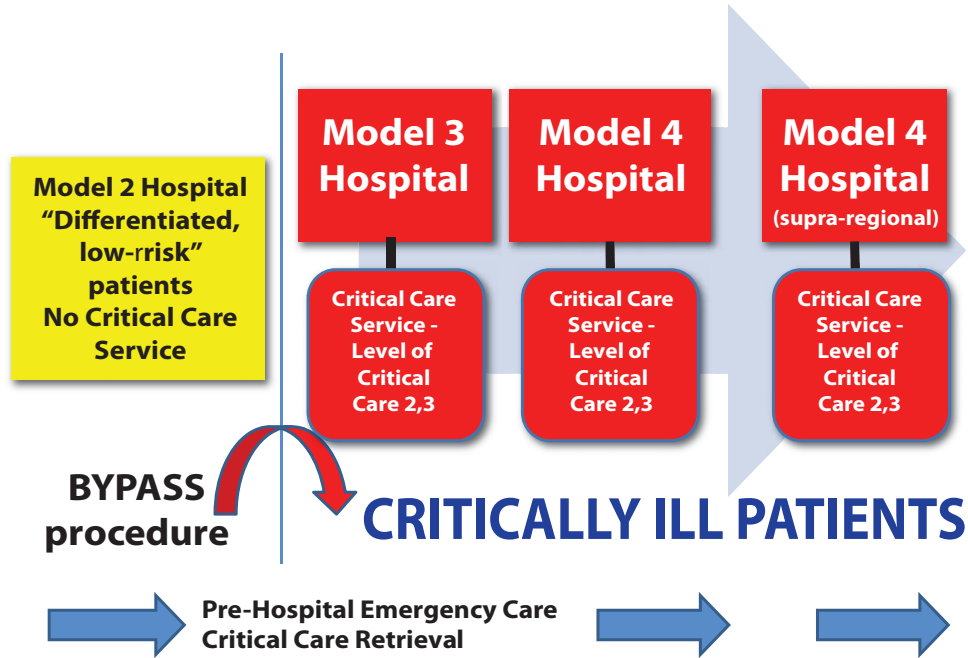 Model 2 Hospital
“Differentiated,
low-rrisk”
patients
No Critical Care
Service
Model 3
Hospital
Model 4
Hospital
Model 4
Hospital
(supra-regional)
Critical Care
Service -
Level of
Critical
Care 2,3
Critical Care
Service -
Level of
Critical
Care 2,3
Critical Care
Service -
Level of
Critical
Care 2,3
BYPASS
procedure
CRITICALLY ILL PATIENTS
Pre-Hospital Emergency Care
Critical Care Retrieval